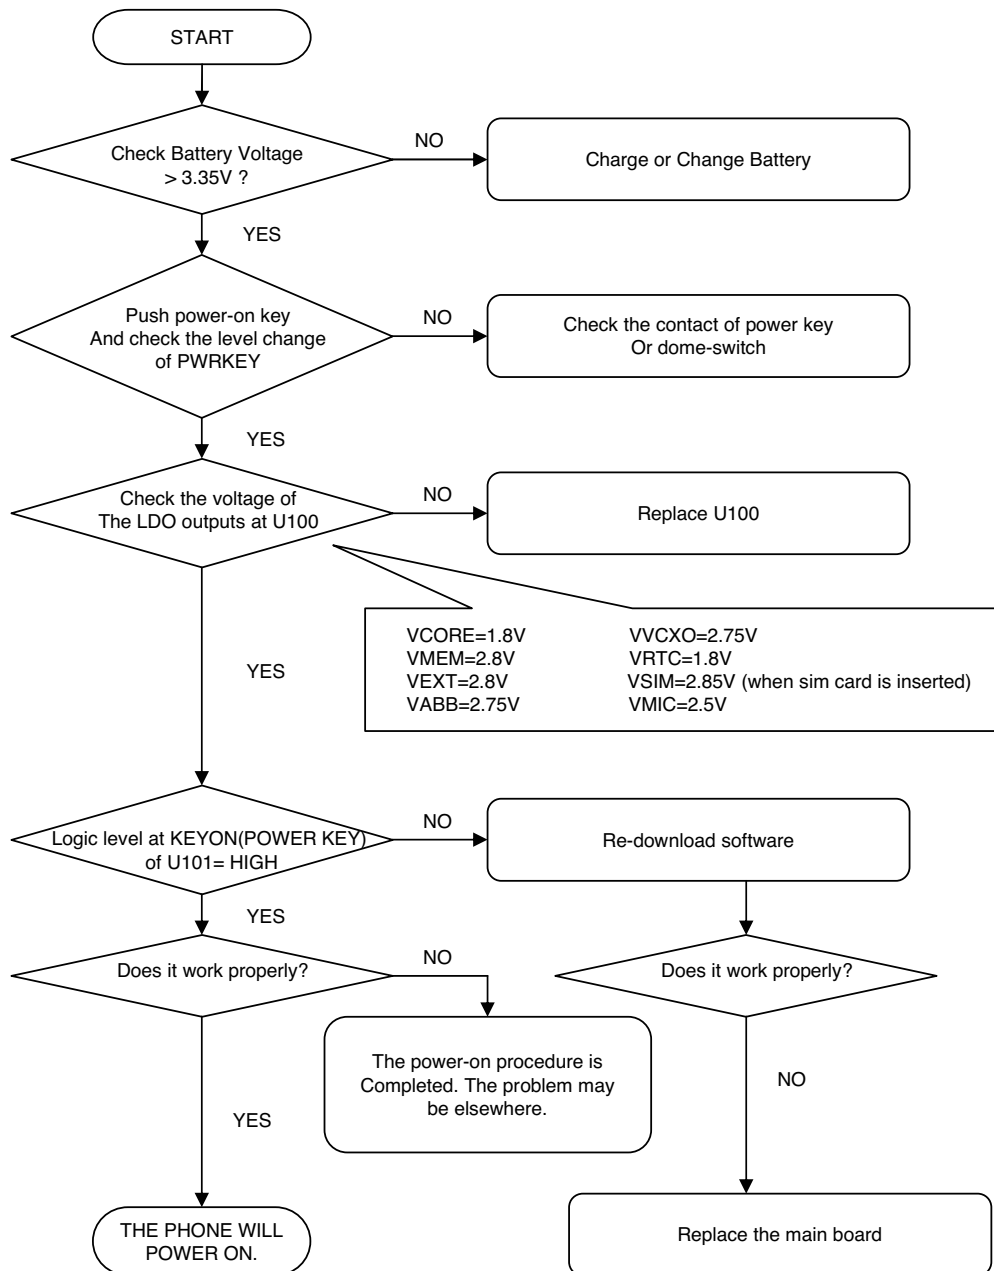 START
Check Battery Voltage
> 3.35V ?
NO
Charge or Change Battery
YES
Push power-on key
And check the level change
of PWRKEY
NO
Check the contact of power key
Or dome-switch
YES
Check the voltage of
The LDO outputs at U100
NO
Replace U100
VCORE=1.8V VVCXO=2.75V
VMEM=2.8V VRTC=1.8V
VEXT=2.8V VSIM=2.85V (when sim card is inserted)
VABB=2.75V VMIC=2.5V
YES
Logic level at KEYON(POWER KEY)
of U101= HIGH
NO
Re-download software
YES
Does it work properly?
NO
Does it work properly?
The power-on procedure is
Completed. The problem may
be elsewhere.
NO
YES
THE PHONE WILL
POWER ON.
Replace the main board